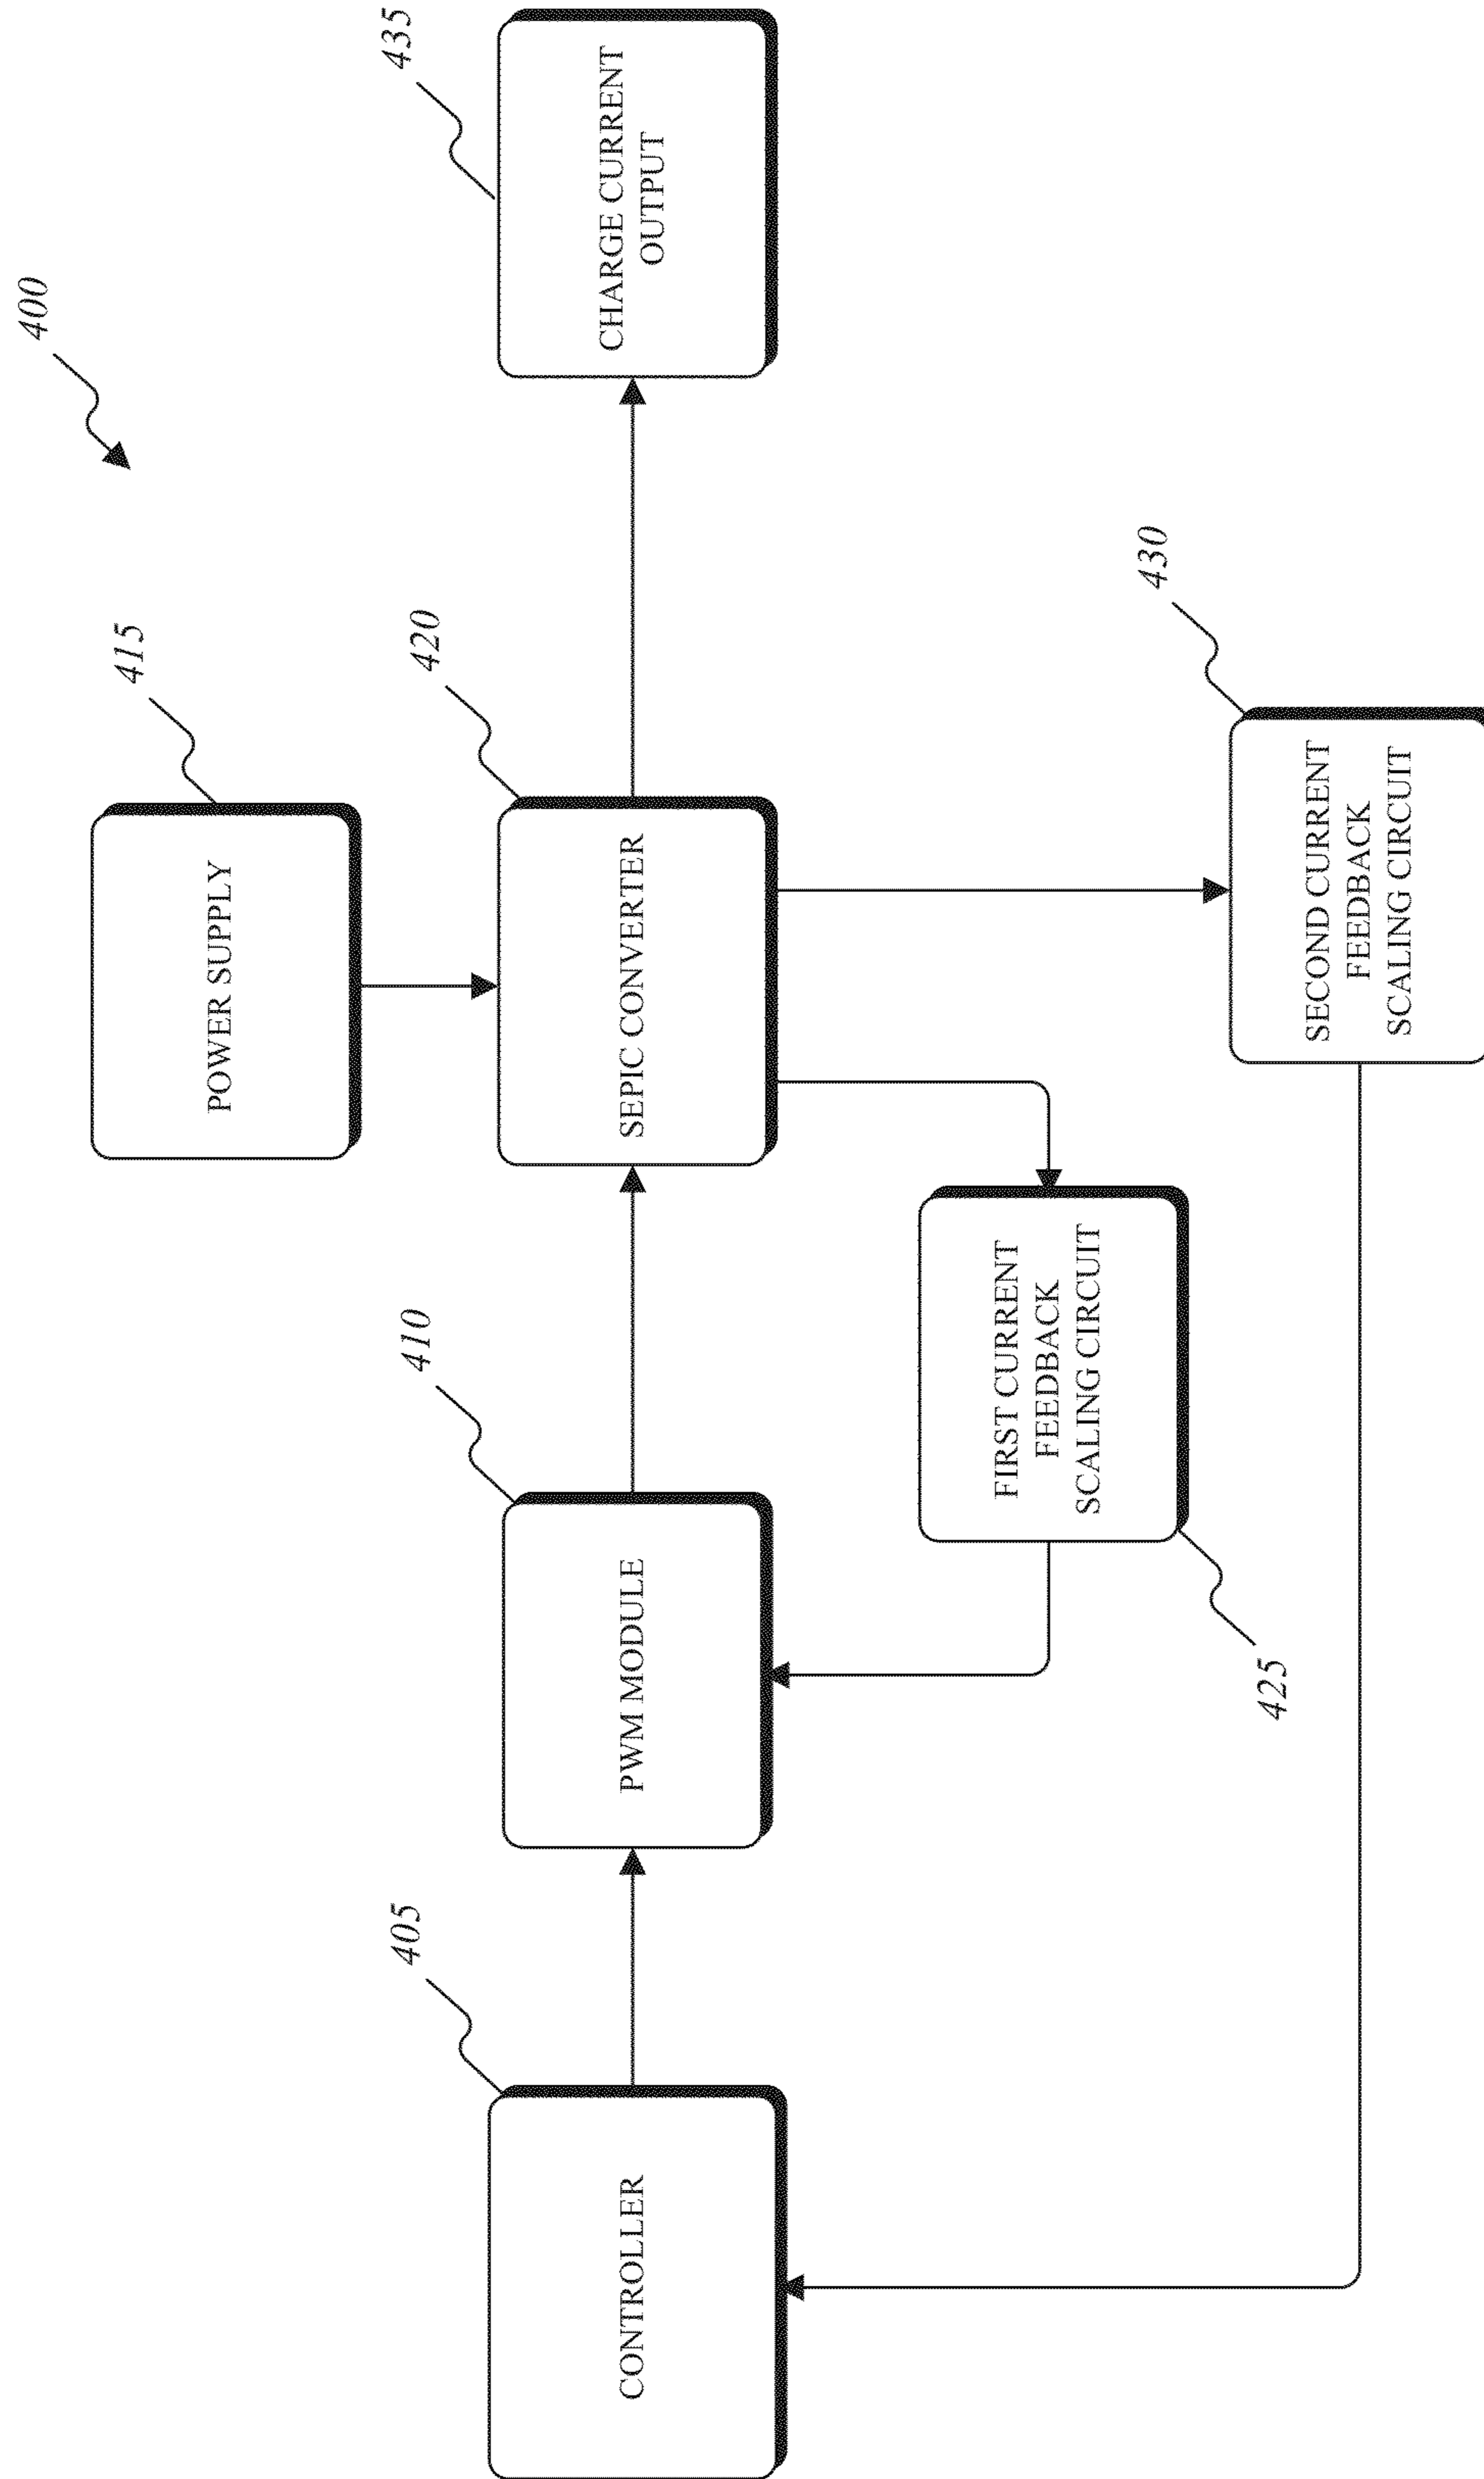 400
415
POWER SUPPLY
405
CONTROLLER
410
PWM MODULE
420
SEPIC CONVERTER
435
CHARGE CURRENT
OUTPUT
FIRST CURRENT
FEEDBACK
SCALING CIRCUIT
425
430
SECOND CURRENT
FEEDBACK
SCALING CIRCUIT